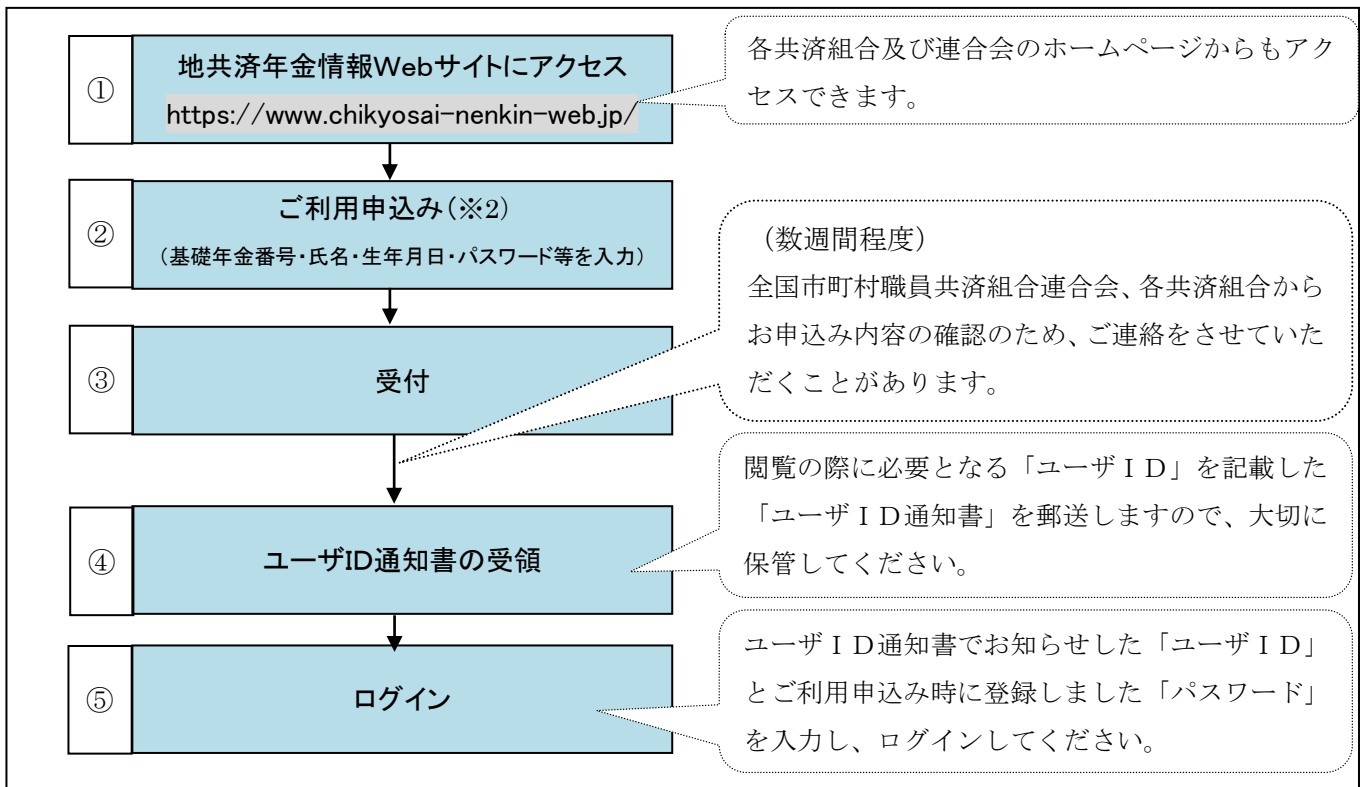 ①
地共済年金情報Webサイトにアクセス
https://www.chikyosai-nenkin-web.jp/
各共済組合及び連合会のホームページからもアク
セスできます。
②
ご利用申込み(※2)
(基礎年金番号・氏名・生年月日・パスワード等を入力)
③
受付
(数週間程度)
全国市町村職員共済組合連合会、各共済組合から
お申込み内容の確認のため、ご連絡をさせていた
だくことがあります。
④
ユーザID通知書の受領
閲覧の際に必要となる「ユーザID」を記載した
「ユーザID通知書」を郵送しますので、大切に
保管してください。
⑤
ログイン
ユーザID通知書でお知らせした「ユーザID」
とご利用申込み時に登録しました「パスワード」
を入力し、ログインしてください。